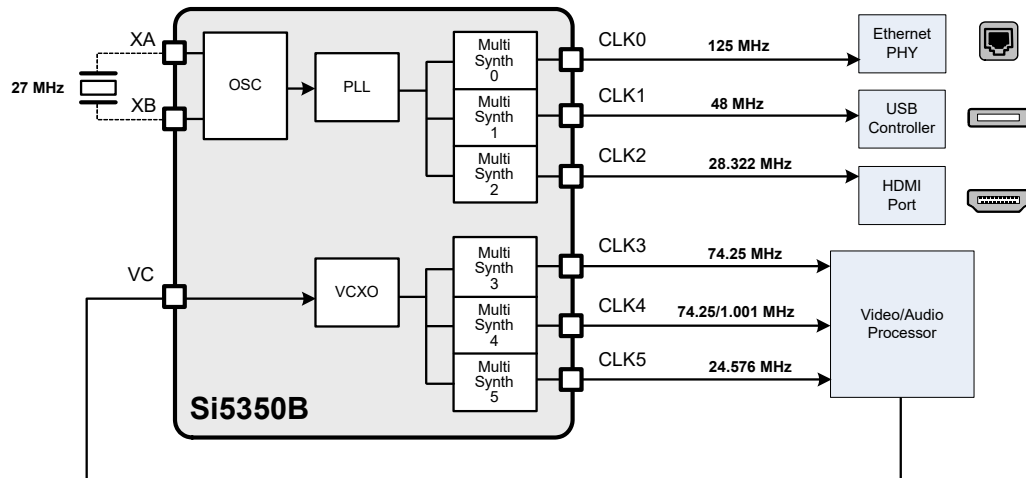 XA
27 MHz
XB
OSC
PLL
Multi
Synth
0
Multi
Synth
1
Multi
Synth
2
CLK0
125 MHz
Ethernet
PHY
CLK1
48 MHz
USB
Controller
CLK2
28.322 MHz
HDMI
Port
VC
VCXO
Multi
Synth
3
Multi
Synth
4
Multi
Synth
5
CLK3
74.25 MHz
CLK4
74.25/1.001 MHz
CLK5
24.576 MHz
Video/Audio
Processor
Si5350B